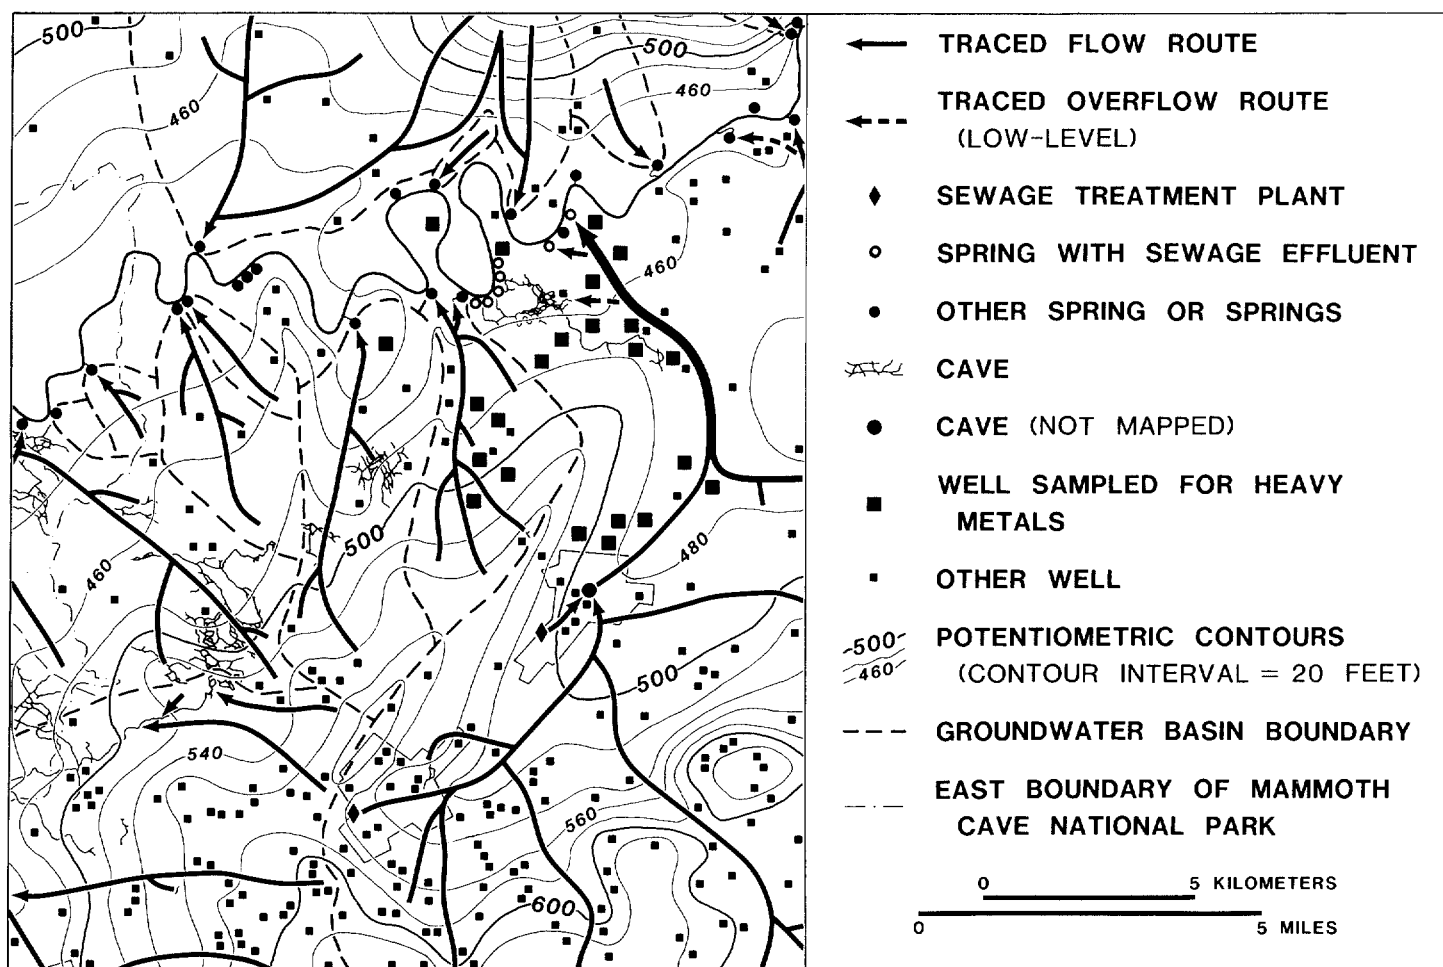 500
500
460
460
460
500
480
460
500
540
560
600
TRACED FLOW ROUTE
TRACED OVERFLOW ROUTE
(LOW-LEVEL)
SEWAGE TREATMENT PLANT
SPRING WITH SEWAGE EFFLUENT
OTHER SPRING OR SPRINGS
CAVE
CAVE (NOT MAPPED)
WELL SAMPLED FOR HEAVY
METALS
OTHER WELL
500
460
POTENTIOMETRIC CONTOURS
(CONTOUR INTERVAL = 20 FEET)
GROUNDWATER BASIN BOUNDARY
EAST BOUNDARY OF MAMMOTH
CAVE NATIONAL PARK
0 5 KILOMETERS
0 5 MILES